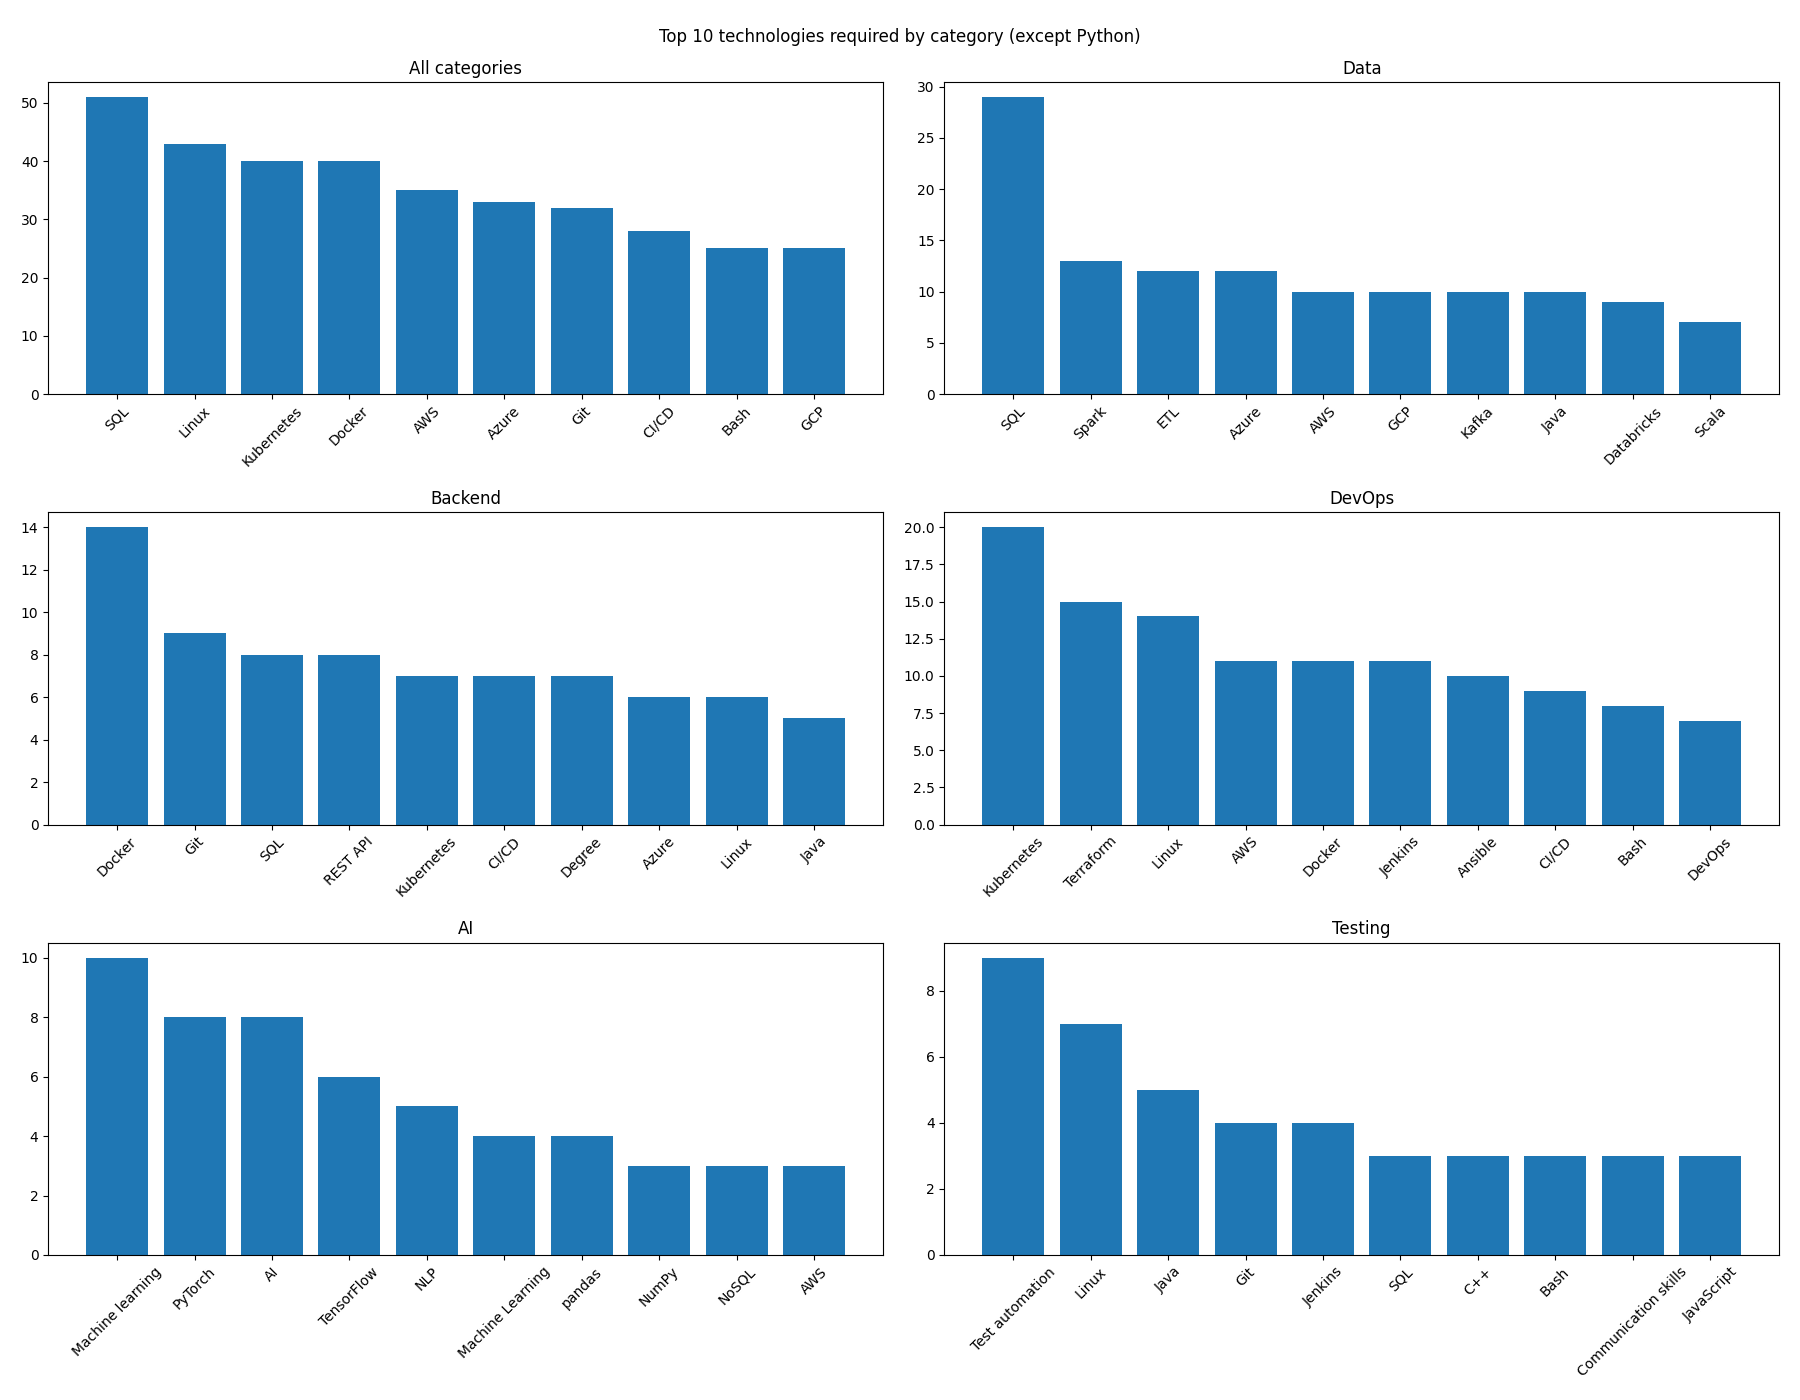 Top 10 technologies required by category (except Python)
All categories
50
40
30
20
10
0
SQL
Linux
Kubernetes
Docker
AWS
Azure
Git
CI/CD
Bash
GCP
Data
30
25
20
15
10
5
0
SQL
Spark
ETL
Azure
AWS
GCP
Kafka
Java
Databricks
Scala
Backend
14
12
10
8
6
4
2
0
Docker
Git
SQL
REST API
Kubernetes
CI/CD
Degree
Azure
Linux
Java
DevOps
20.0
17.5
15.0
12.5
10.0
7.5
5.0
2.5
0.0
Kubernetes
Terraform
Linux
AWS
Docker
Jenkins
Ansible
CI/CD
Bash
DevOps
AI
10
8
6
4
2
0
Machine learning
PyTorch
AI
TensorFlow
NLP
Machine Learning
pandas
NumPy
NoSQL
AWS
Testing
8
6
4
2
0
Test automation
Linux
Java
Git
Jenkins
SQL
C++
Bash
Communication skills
JavaScript